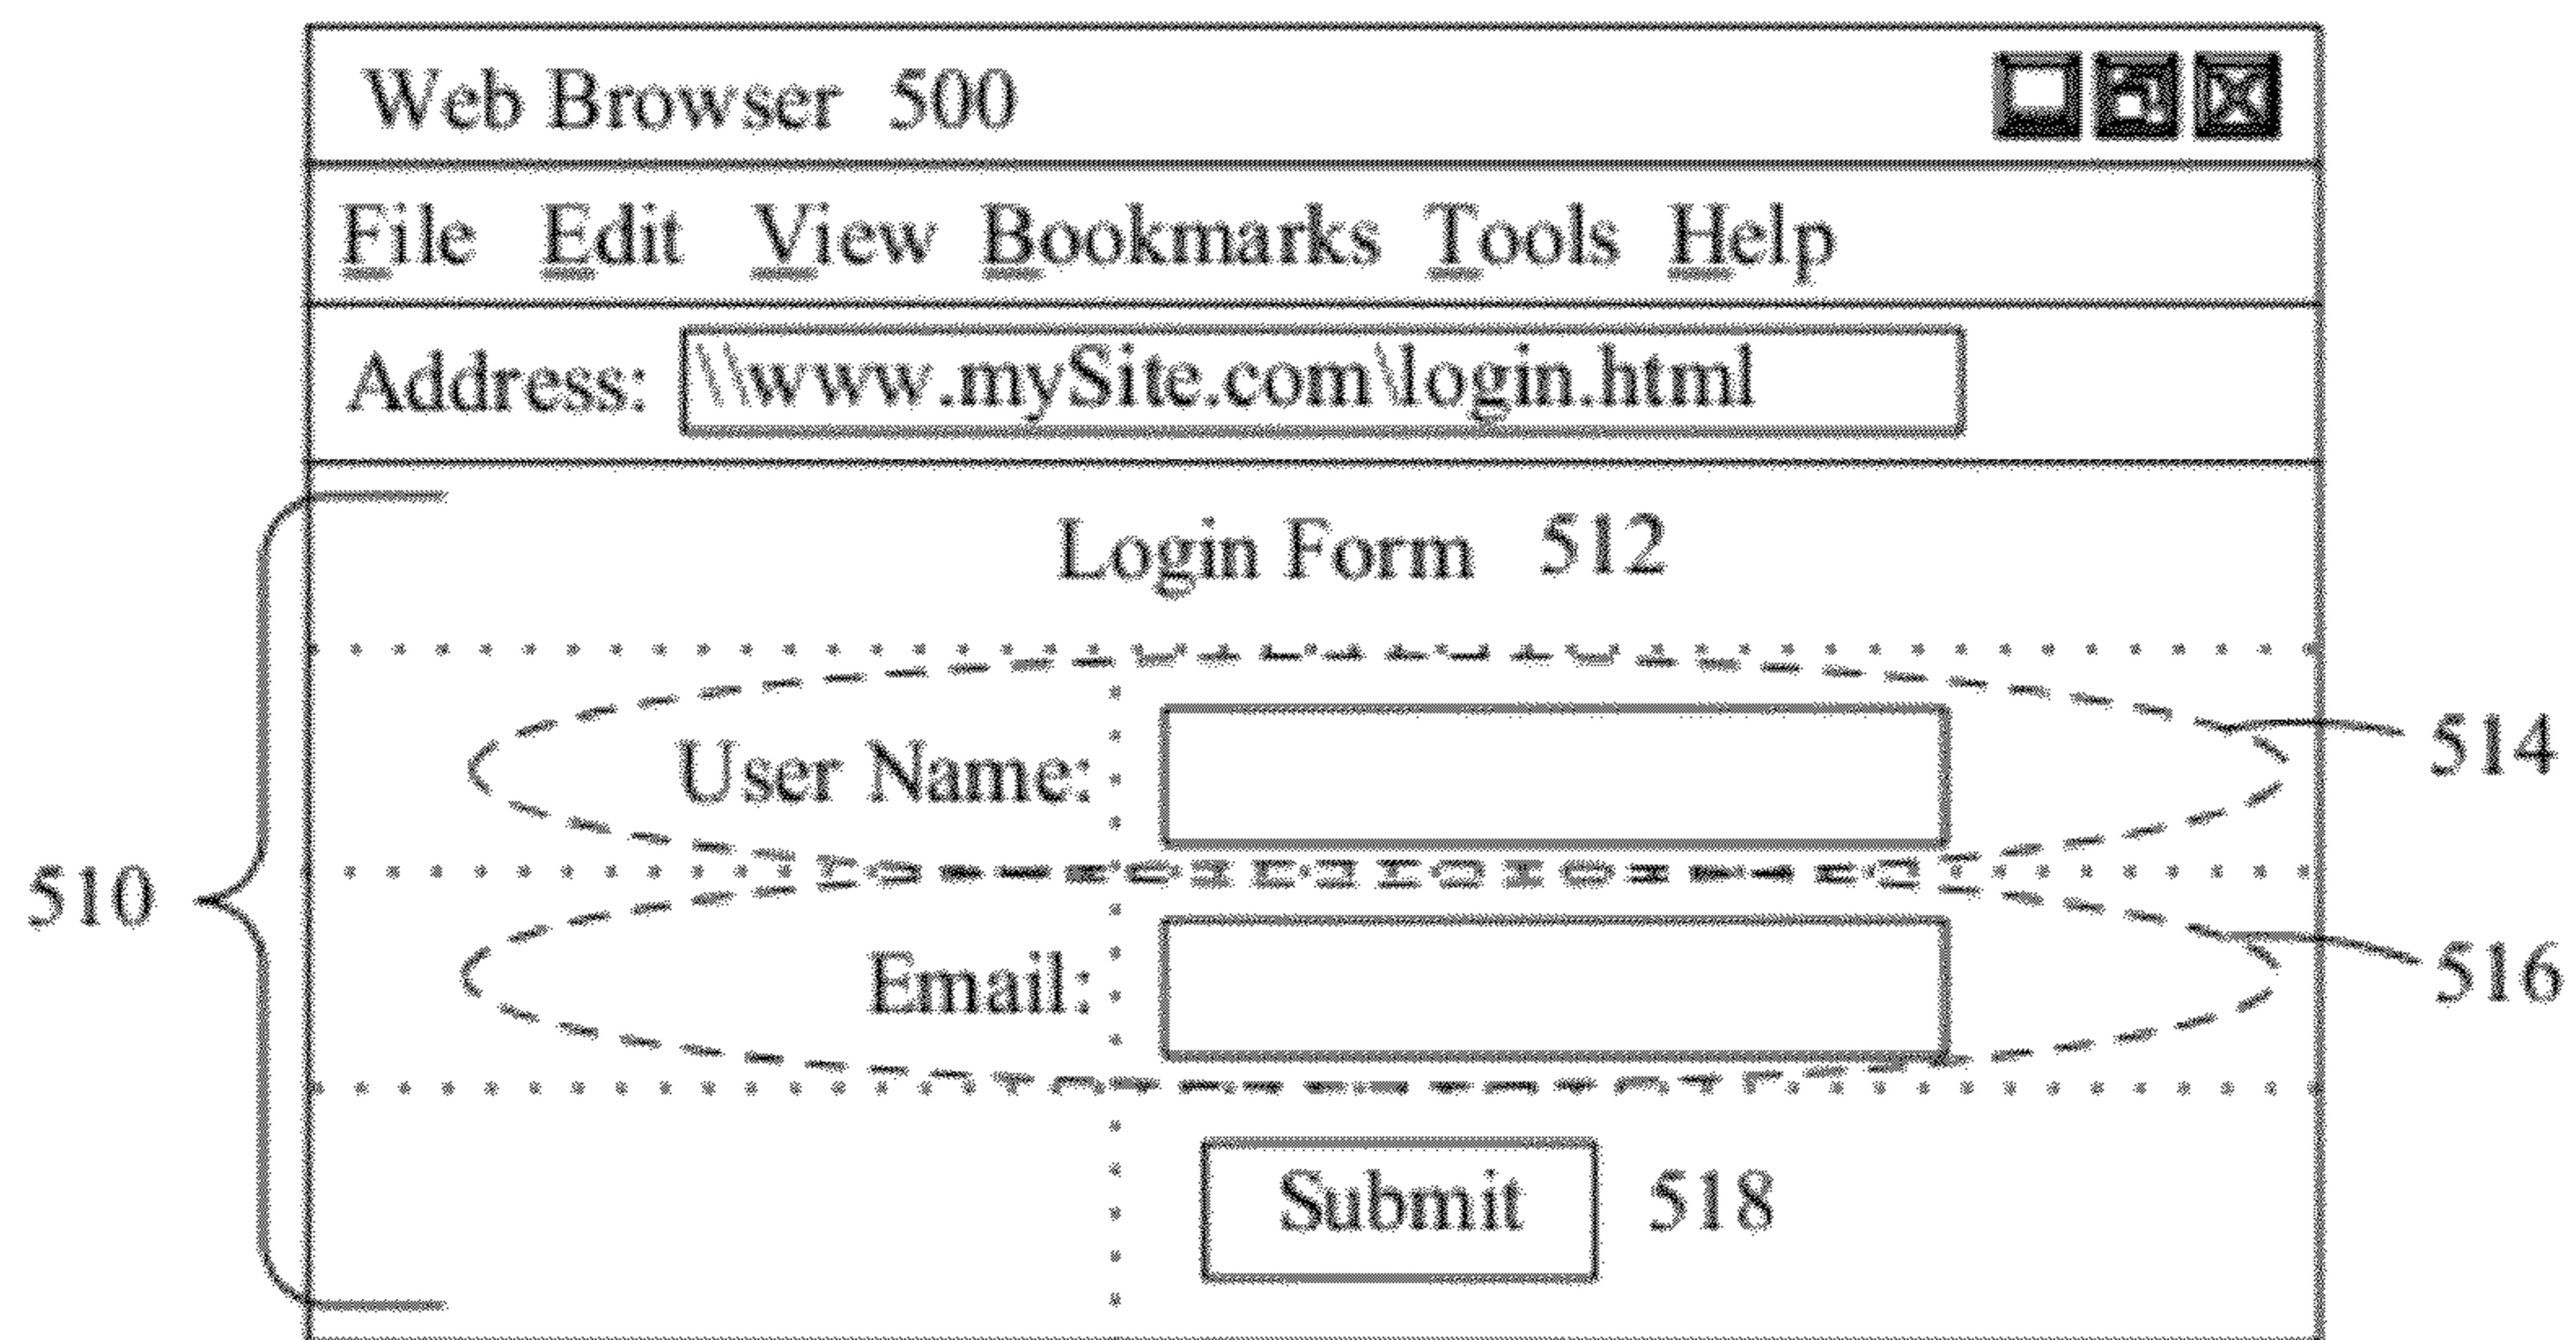 Web Browser 500
File Edit View Bookmarks Tools Help
Address: \\www.mySite.com\login.html
Login Form 512
User Name: 514
510
Email: 516
Submit 518